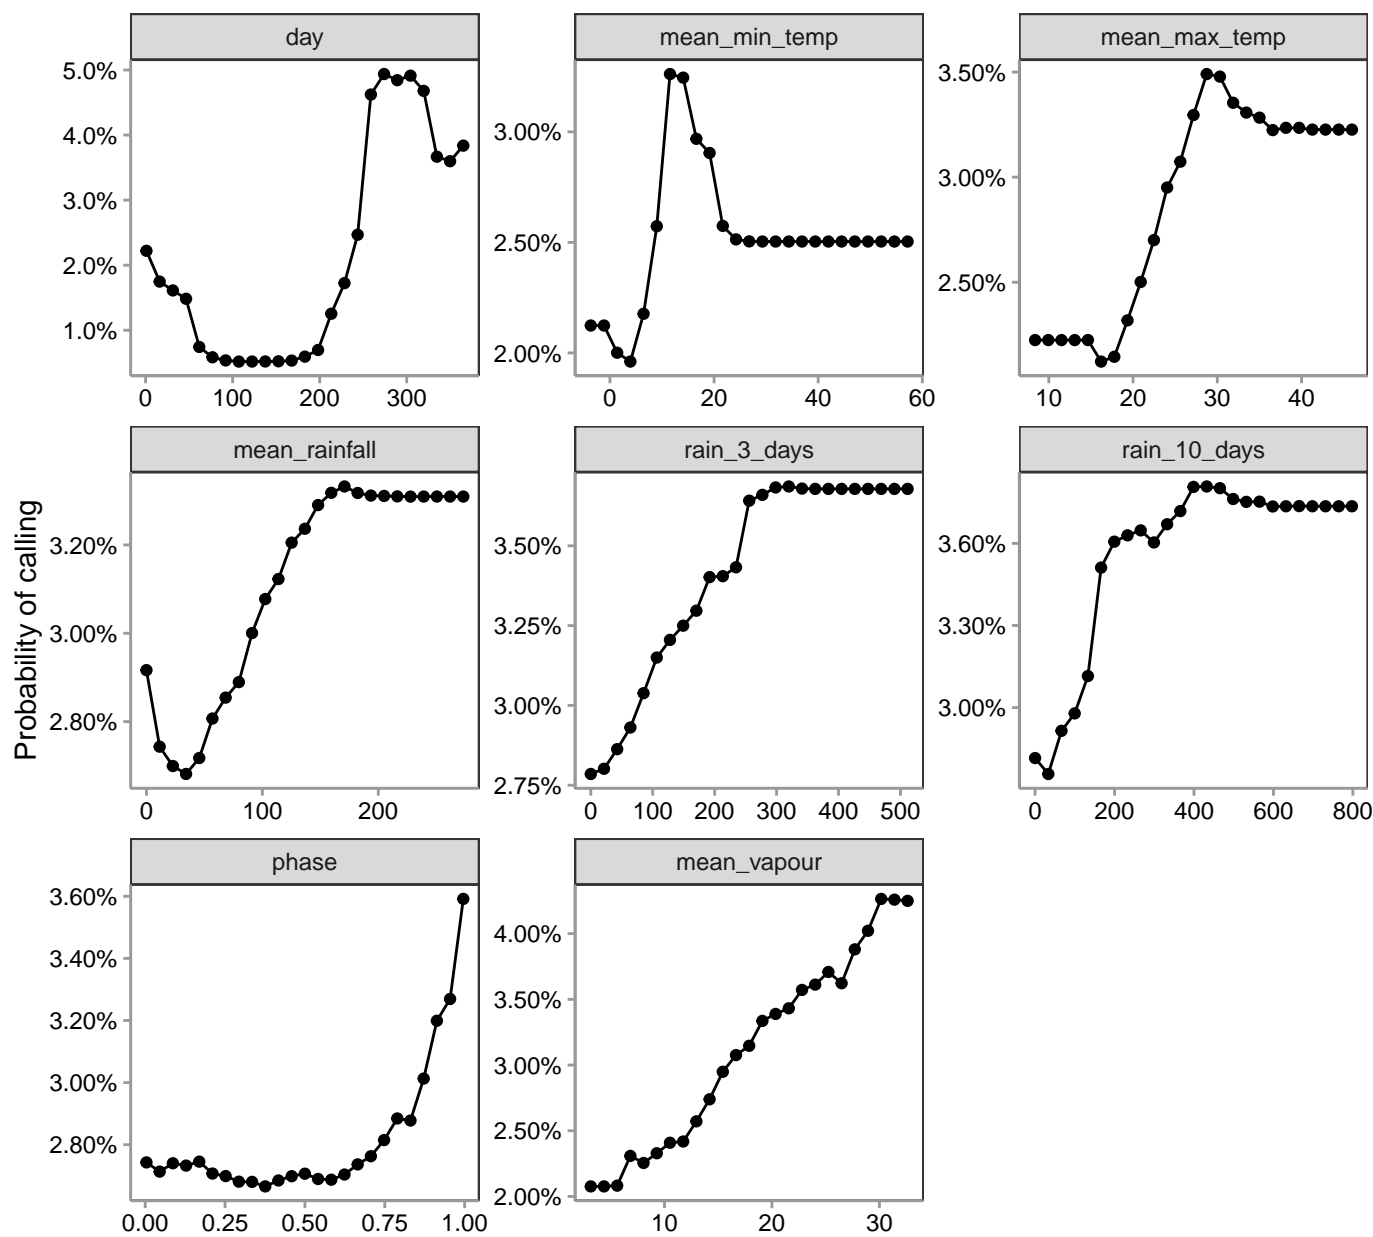 day
5.0%
4.0%
3.0%
2.0%
1.0%
0 100 200 300
mean_min_temp
3.00%
2.50%
2.00%
0 20 40 60
mean_max_temp
3.50%
3.00%
2.50%
10 20 30 40
Probability of calling
mean_rainfall
3.20%
3.00%
2.80%
0 100 200
rain_3_days
3.50%
3.25%
3.00%
2.75%
0 100 200 300 400 500
rain_10_days
3.60%
3.30%
3.00%
0 200 400 600 800
phase
3.60%
3.40%
3.20%
3.00%
2.80%
0.00 0.25 0.50 0.75 1.00
mean_vapour
4.00%
3.50%
3.00%
2.50%
2.00%
10 20 30